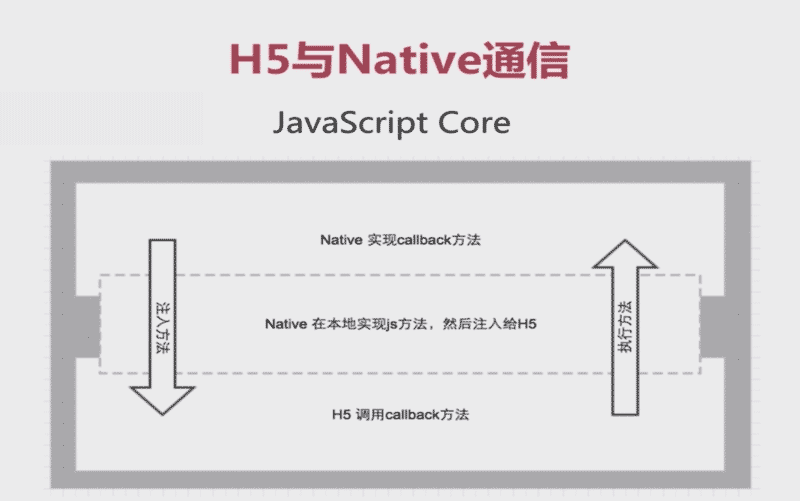 H5与Native通信
JavaScript Core
Native 实现callback方法
注入方法
Native 在本地实现js方法，然后注入给H5
执行方法
H5 调用callback方法